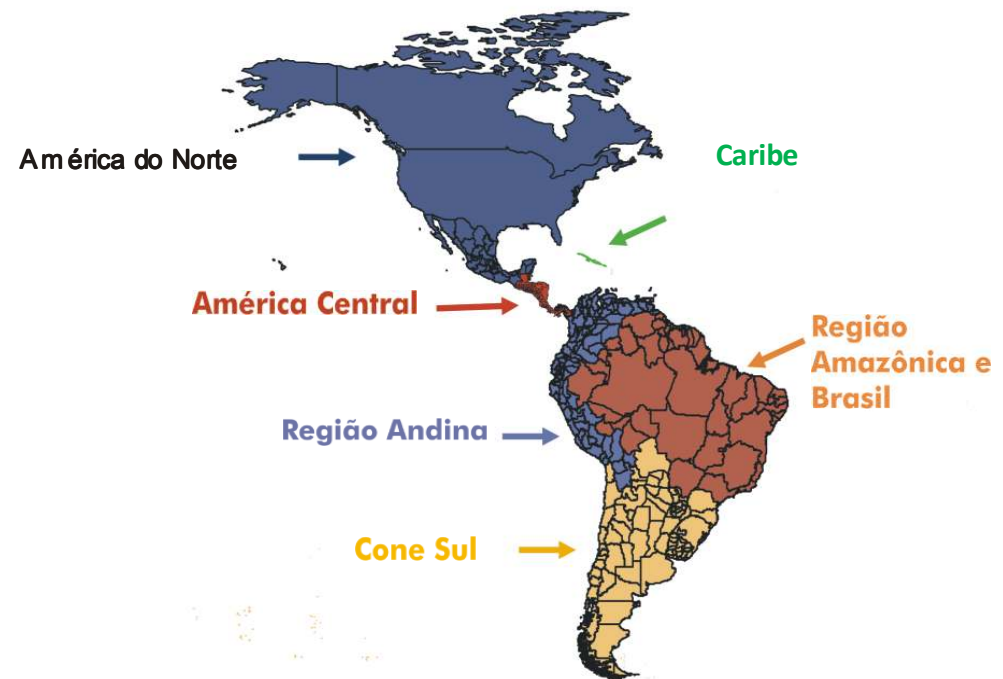 América do Norte
Caribe
América Central
Região
Amazônica e
Brasil
Região Andina
Cone Sul